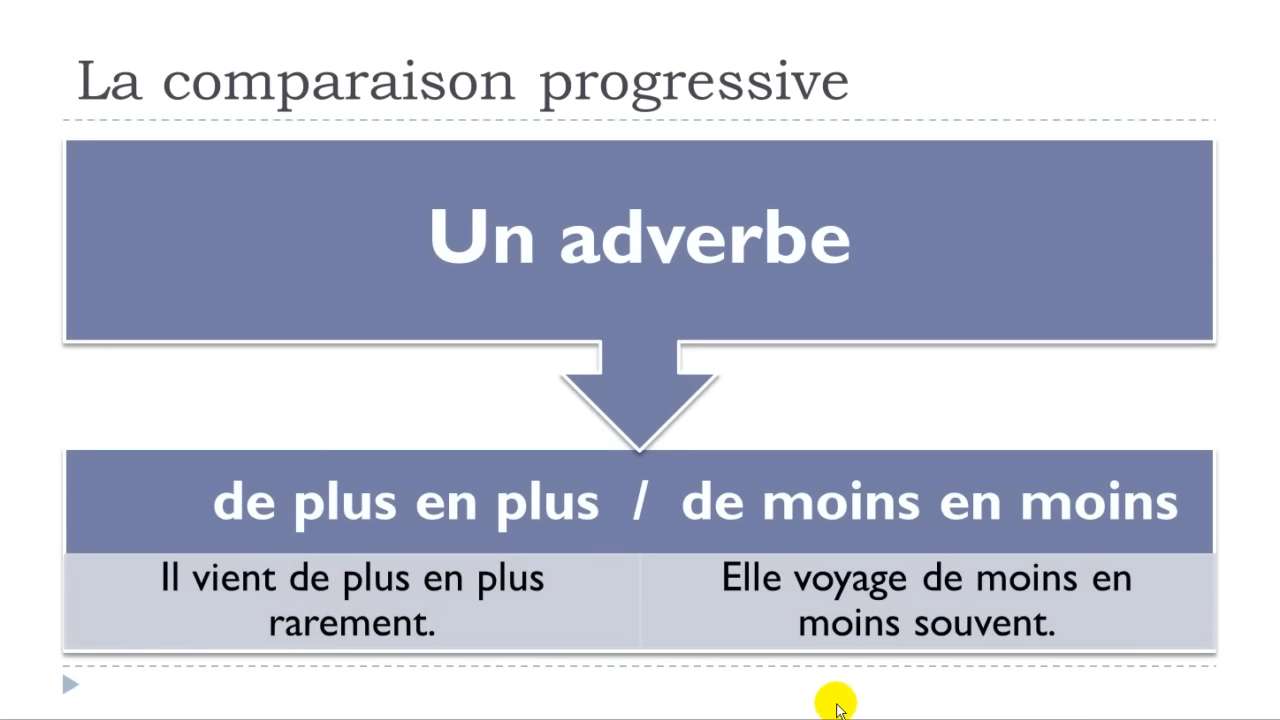 La comparaison progressive
Un adverbe
de plus en plus / de moins en moins
Il vient de plus en plus
rarement.
Elle voyage de moins en
moins souvent.